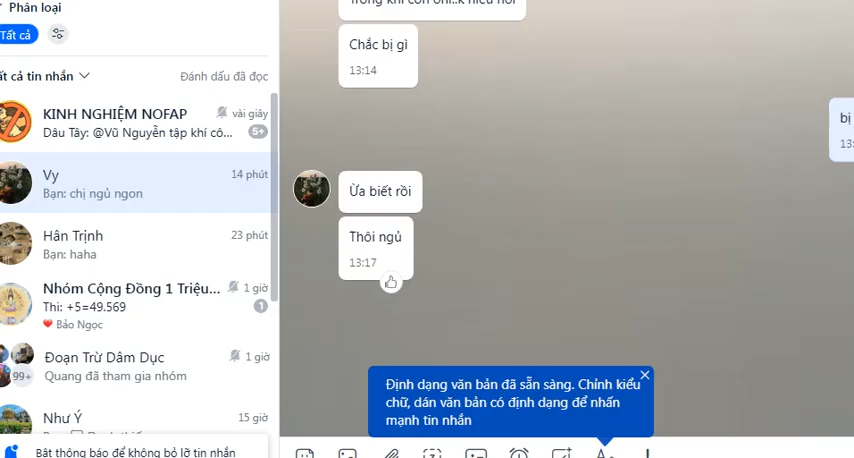 Phân loại
Tất cả
ất cả tin nhắn
Đánh dấu đã đọc
KINH NGHIỆM NOFAP
vài giây
Dâu Tây: @Vũ Nguyễn tập khí cô...
5+
Vy
14 phút
Bạn: chị ngủ ngon
Hân Trịnh
23 phút
Bạn: haha
Nhóm Cộng Đồng 1 Triệu...
1 giờ
Thi: +5=49.569
1
Bảo Ngọc
99+
Đoạn Trừ Dâm Dục
1 giờ
Quang đã tham gia nhóm
Như Ý
15 giờ
Bật thông báo để không bỏ lỡ tin nhắn
Chắc bị gì
13:14
bị
13:
Ừa biết rồi
Thôi ngủ
13:17
Định dạng văn bản đã sẵn sàng. Chỉnh kiểu
chữ, dán văn bản có định dạng để nhấn
mạnh tin nhắn